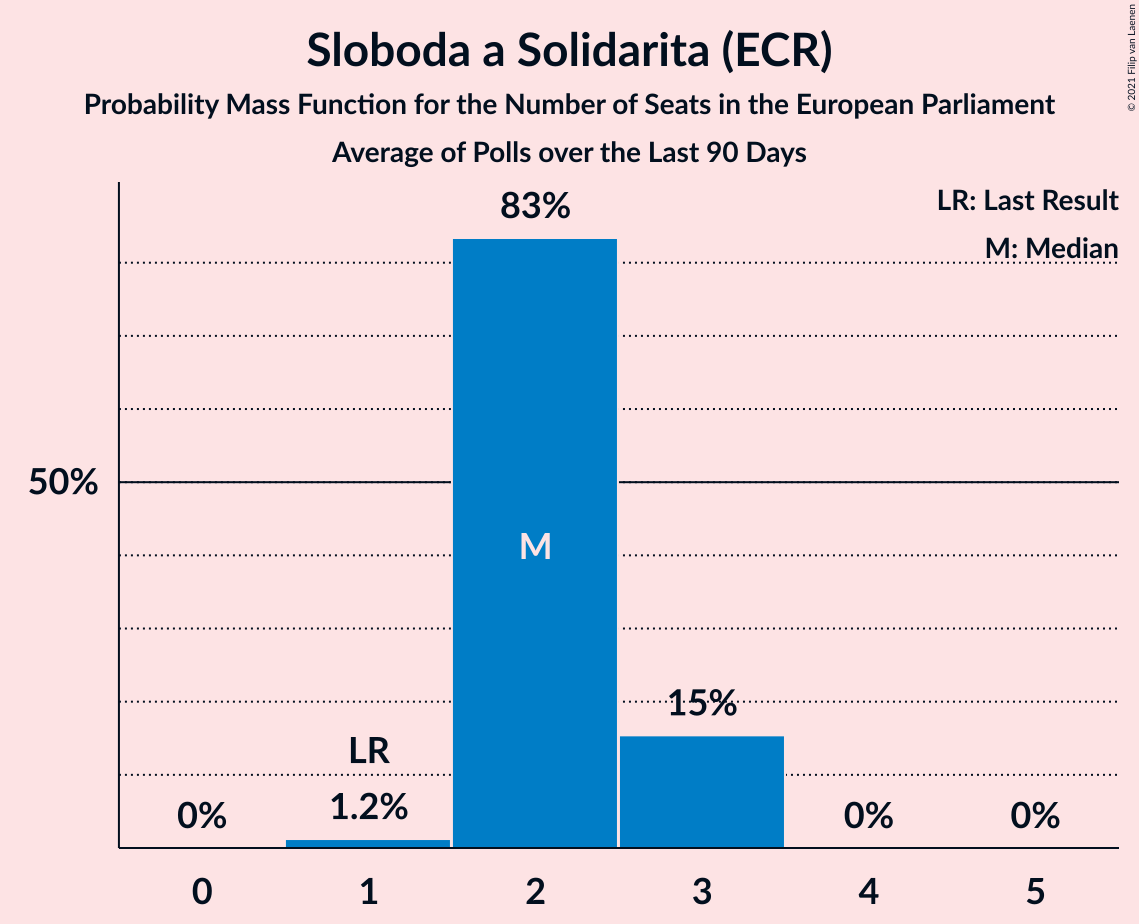 Sloboda a Solidarita (ECR)
Probability Mass Function for the Number of Seats in the European Parliament
Average of Polls over the Last 90 Days
© 2021 Filip van Laenen
LR: Last Result
M: Median
83%
50%
M
15%
LR
0%
1.2%
0%
0%
0 1 2 3 4 5